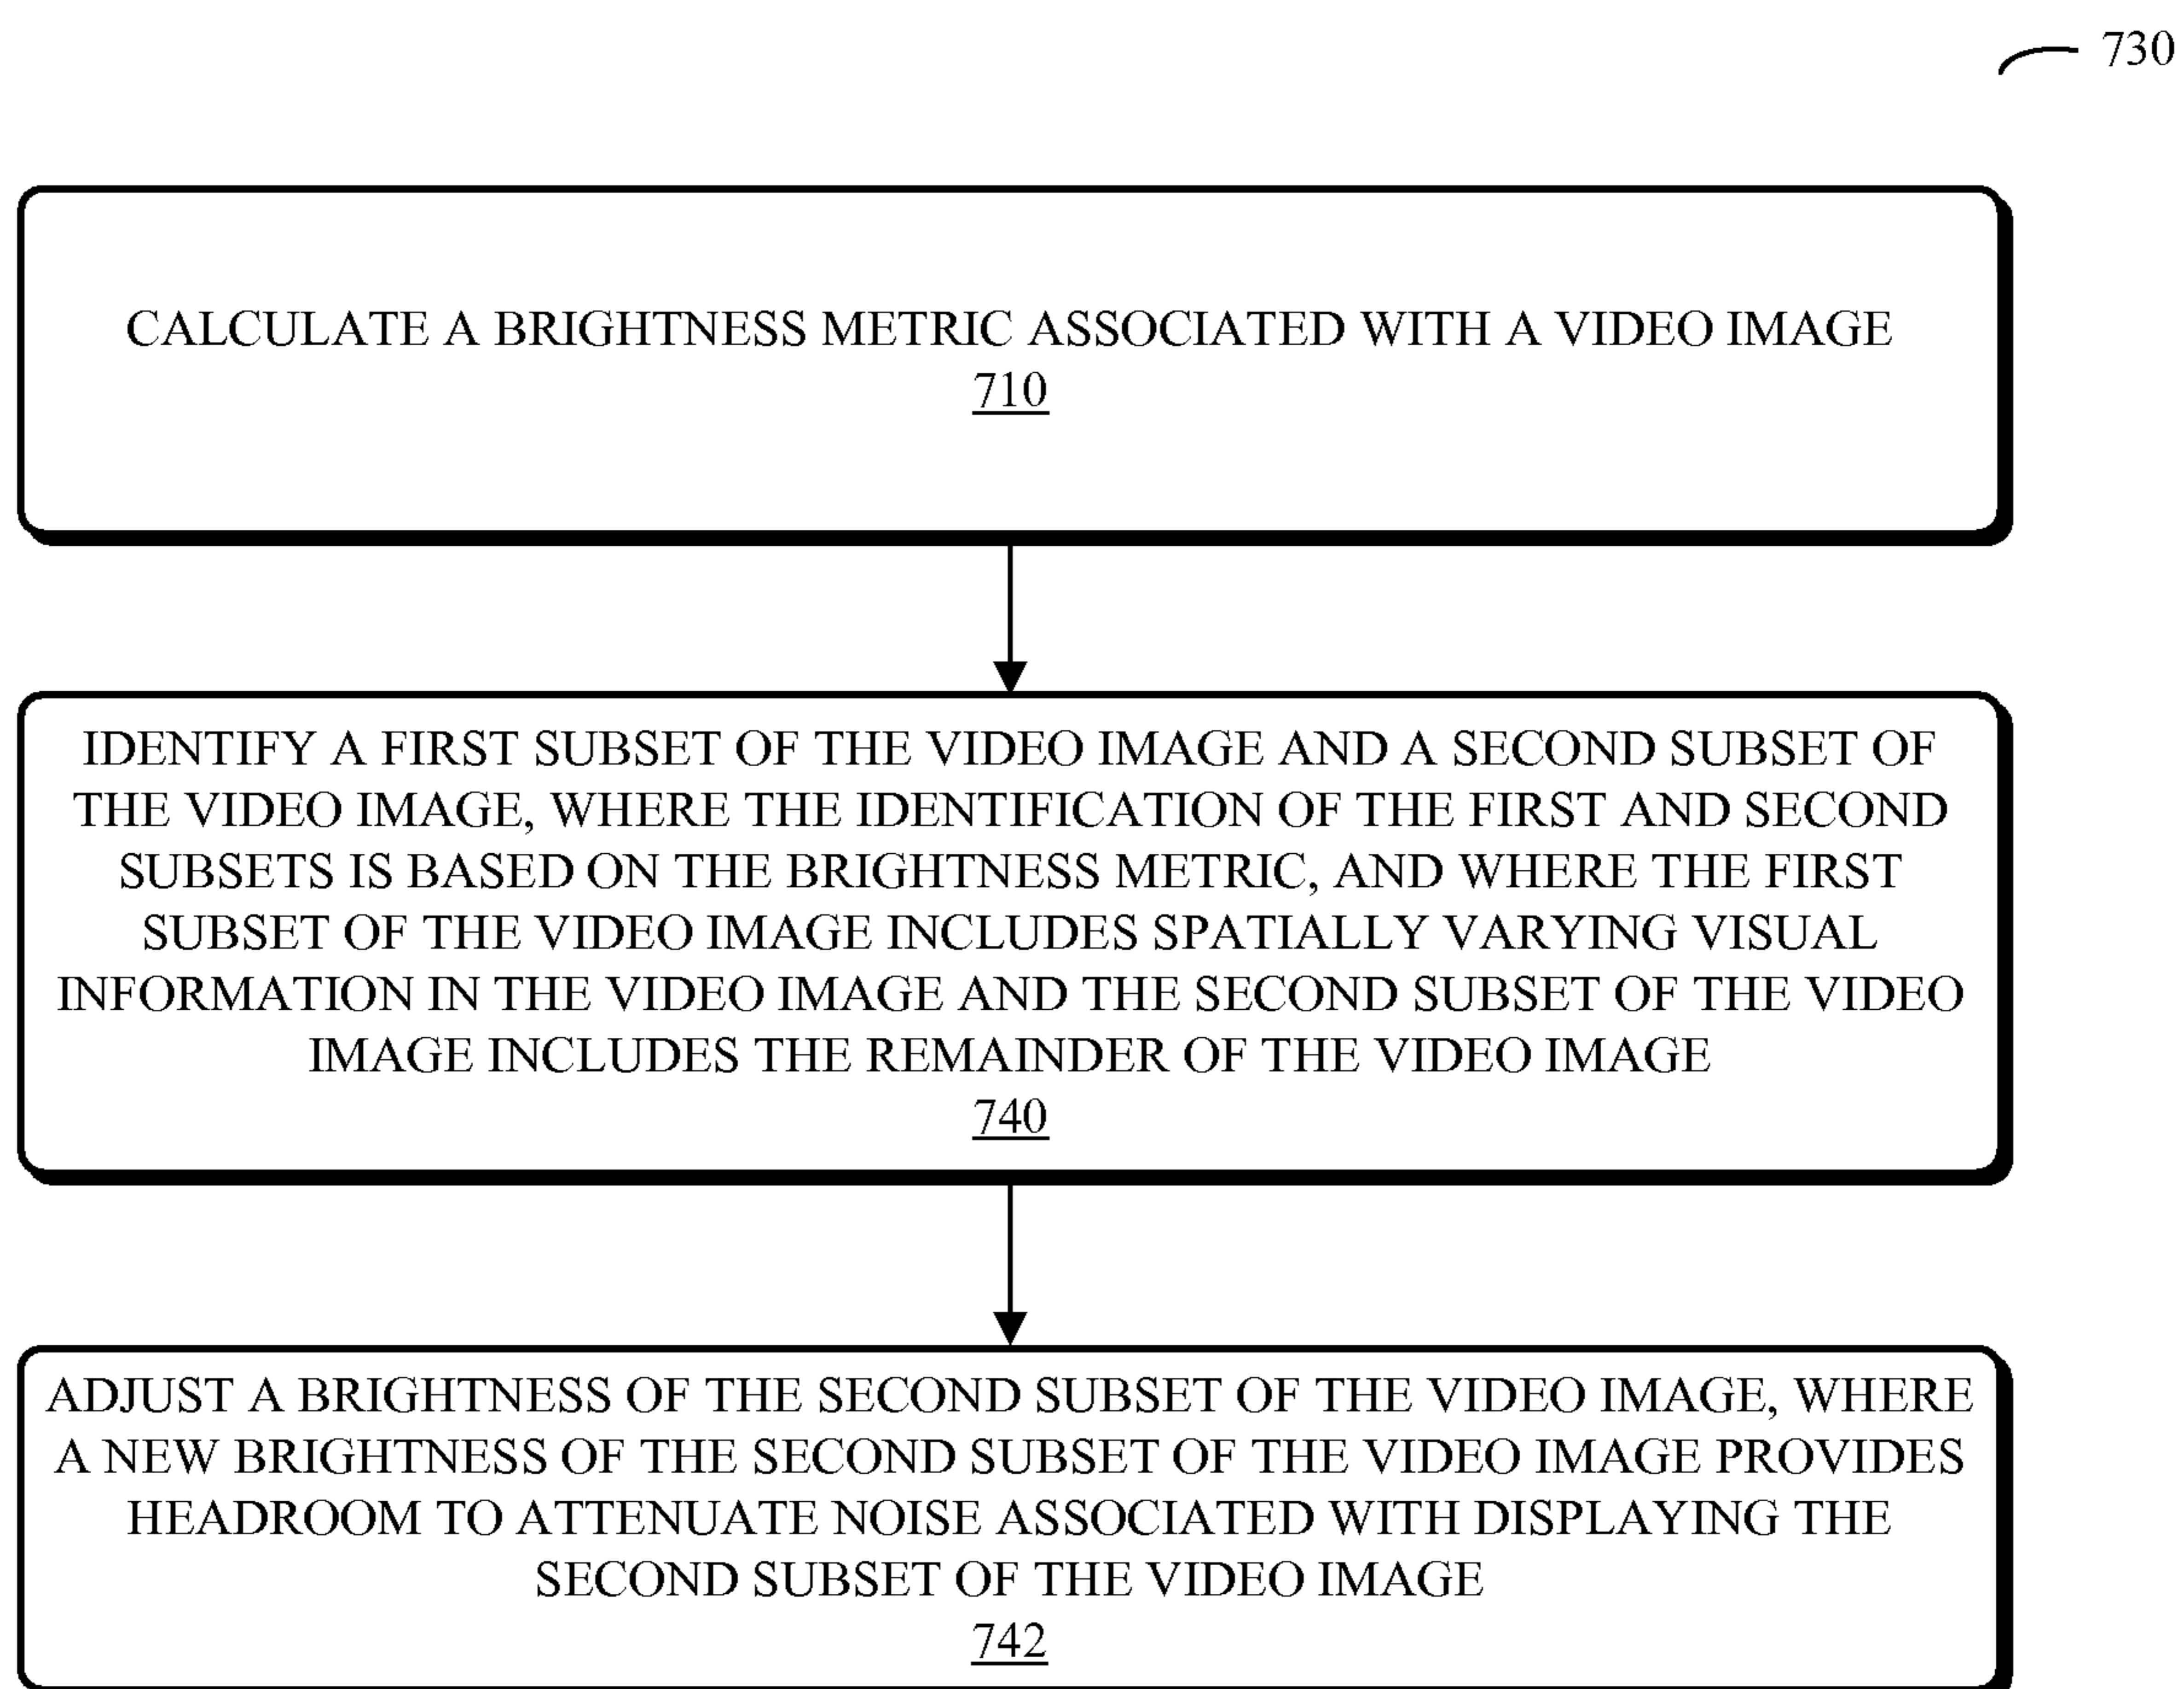 730
CALCULATE A BRIGHTNESS METRIC ASSOCIATED WITH A VIDEO IMAGE
710
IDENTIFY A FIRST SUBSET OF THE VIDEO IMAGE AND A SECOND SUBSET OF
THE VIDEO IMAGE, WHERE THE IDENTIFICATION OF THE FIRST AND SECOND
SUBSETS IS BASED ON THE BRIGHTNESS METRIC, AND WHERE THE FIRST
SUBSET OF THE VIDEO IMAGE INCLUDES SPATIALLY VARYING VISUAL
INFORMATION IN THE VIDEO IMAGE AND THE SECOND SUBSET OF THE VIDEO
IMAGE INCLUDES THE REMAINDER OF THE VIDEO IMAGE
740
ADJUST A BRIGHTNESS OF THE SECOND SUBSET OF THE VIDEO IMAGE, WHERE
A NEW BRIGHTNESS OF THE SECOND SUBSET OF THE VIDEO IMAGE PROVIDES
HEADROOM TO ATTENUATE NOISE ASSOCIATED WITH DISPLAYING THE
SECOND SUBSET OF THE VIDEO IMAGE
742